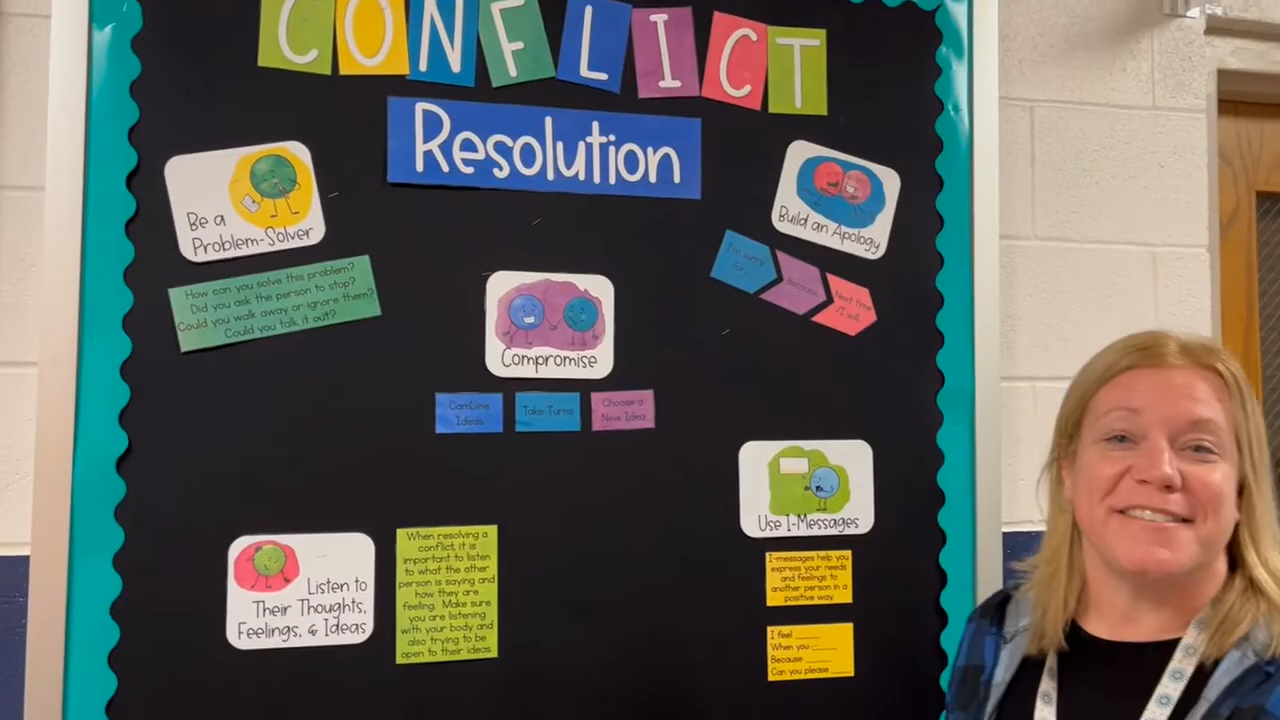 CONFLICT
Resolution
Be a
Problem-Solver
How can you solve this problem?
Did you ask the person to stop?
Could you walk away or ignore them?
Could you talk it out?
Build an Apology
I'm sorry
for...
Because
Next time
I will
Compromise
Combine
Ideas
Take Turns
Choose a
New Idea
Listen to
Their Thoughts,
Feelings, & Ideas
When resolving a
conflict, it is
important to listen
to what the other
person is saying and
how they are
feeling. Make sure
you are listening
with your body and
also trying to be
open to their ideas.
Use I-Messages
I-messages help you
express your needs
and feelings to
another person in a
positive way.
I feel ____
When you ____
Because ____
Can you please ____